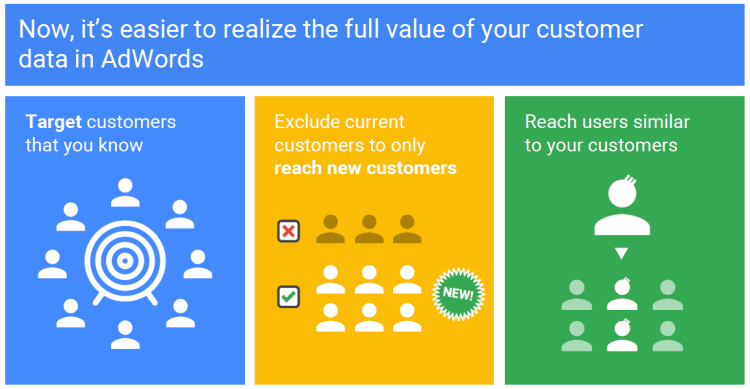 Now, it’s easier to realize the full value of your customer
data in AdWords
Target customers
that you know
Exclude current
customers to only
reach new customers
NEW!
Reach users similar
to your customers